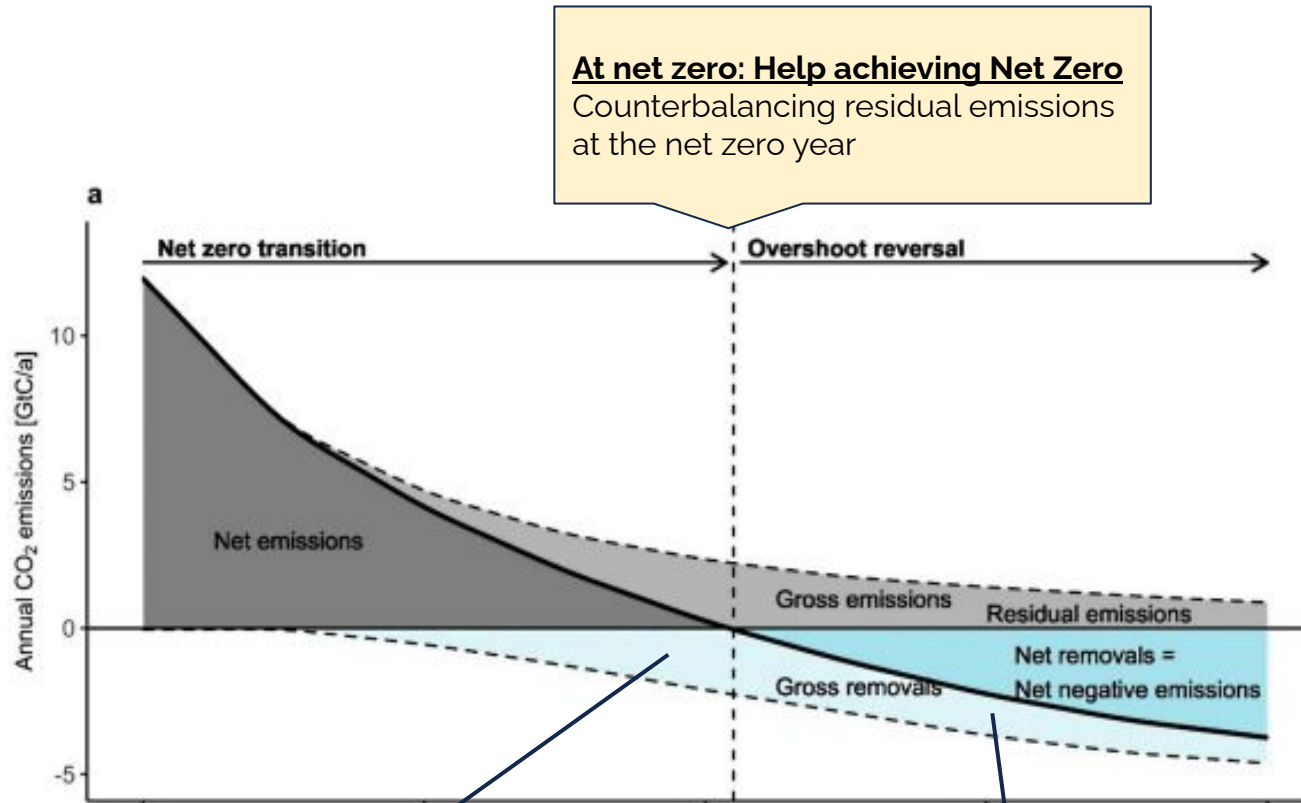 At net zero: Help achieving Net Zero
Counterbalancing residual emissions
at the net zero year
a
Net zero transition
Overshoot reversal
Annual CO₂ emissions [GtC/a]
10
5
0
-5
Net emissions
Gross emissions
Residual emissions
Net removals =
Net negative emissions
Gross removals